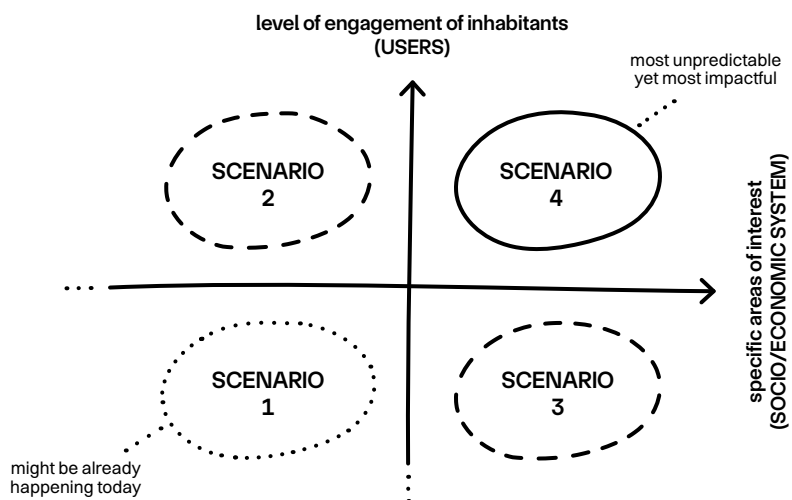 level of engagement of inhabitants
(USERS)
most unpredictable
yet most impactful
SCENARIO
2
SCENARIO
4
specific areas of interest
(SOCIO/ECONOMIC SYSTEM)
SCENARIO
1
SCENARIO
3
might be already
happening today